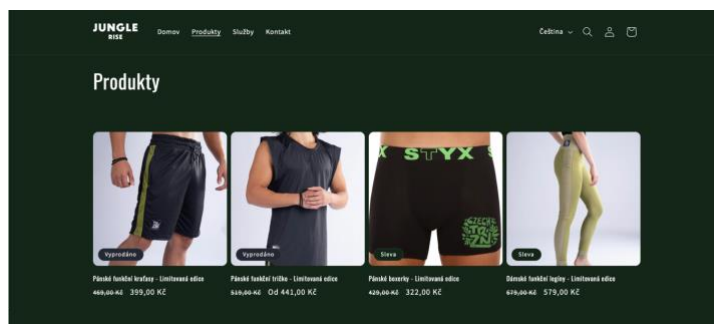 JUNGLE
RISE
Domov Produkty Služby Kontakt
Čeština
Produkty
Vyprodáno
Vyprodáno
STYX
CZECH
Sleva
Sleva
Pánské funkční kraťasy - Limitovaná edice
Pánské funkční tričko - Limitovaná edice
Pánské boxerky - Limitovaná edice
Dámské funkční legíny - Limitovaná edice
469,00 Kč 399,00 Kč
519,00 Kč Od 441,00 Kč
429,00 Kč 322,00 Kč
679,00 Kč 579,00 Kč